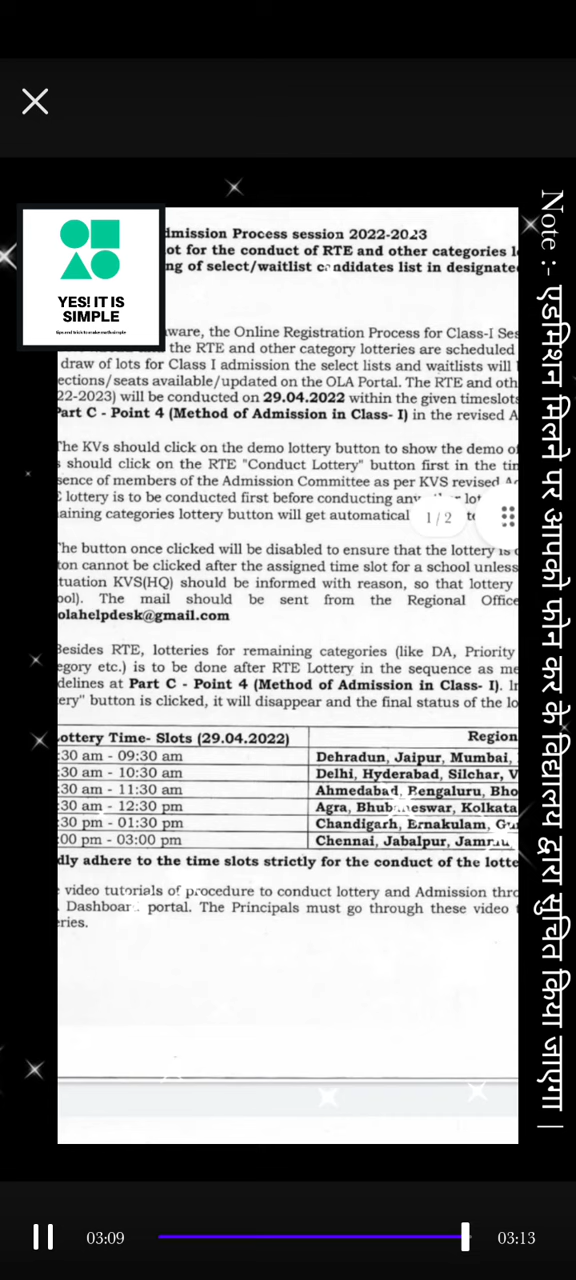 YES! IT IS
SIMPLE
dmission Process session 2022-2023
ot for the conduct of RTE and other categories l
ng of select/waitlist candidates list in designate
ware, the Online Registration Process for Class-I Ses
the RTE and other category lotteries are scheduled
draw of lots for Class I admission the select lists and waitlists will
ections/seats available/updated on the OLA Portal. The RTE and oth
22-2023) will be conducted on 29.04.2022 within the given timeslots
Part C - Point 4 (Method of Admission in Class- I) in the revised A
The KVs should click on the demo lottery button to show the demo of
s should click on the RTE "Conduct Lottery" button first in the tim
sence of members of the Admission Committee as per KVS revised
E lottery is to be conducted first before conducting any lot
aining categories lottery button will get automatical
1/2
The button once clicked will be disabled to ensure that the lottery is
ton cannot be clicked after the assigned time slot for a school unless
tuation KVS(HQ) should be informed with reason, so that lottery
ool). The mail should be sent from the Regional Office
olahelpdesk@gmail.com
Besides RTE, lotteries for remaining categories (like DA, Priority
egory etc.) is to be done after RTE Lottery in the sequence as me
delines at Part C - Point 4 (Method of Admission in Class- I). In
ery" button is clicked, it will disappear and the final status of the lo
Lottery Time- Slots (29.04.2022) Region
:30 am - 09:30 am Dehradun, Jaipur, Mumbai,
:30 am - 10:30 am Delhi, Hyderabad, Silchar, V
:30 am - 11:30 am Ahmedabad, Bengaluru, Bho
:30 am - 12:30 pm Agra, Bhubaneswar, Kolkata
:30 pm - 01:30 pm Chandigarh, Ernakulam, Gu
:00 pm - 03:00 pm Chennai, Jabalpur, Jammu,
dly adhere to the time slots strictly for the conduct of the lotte
video tutorials of procedure to conduct lottery and Admission thro
Dashboard portal. The Principals must go through these video
ries.
Note :- एडमिशन मिलने पर आपको फोन कर के विद्यालय द्वारा सुचित किया जाएगा |
03:09
03:13